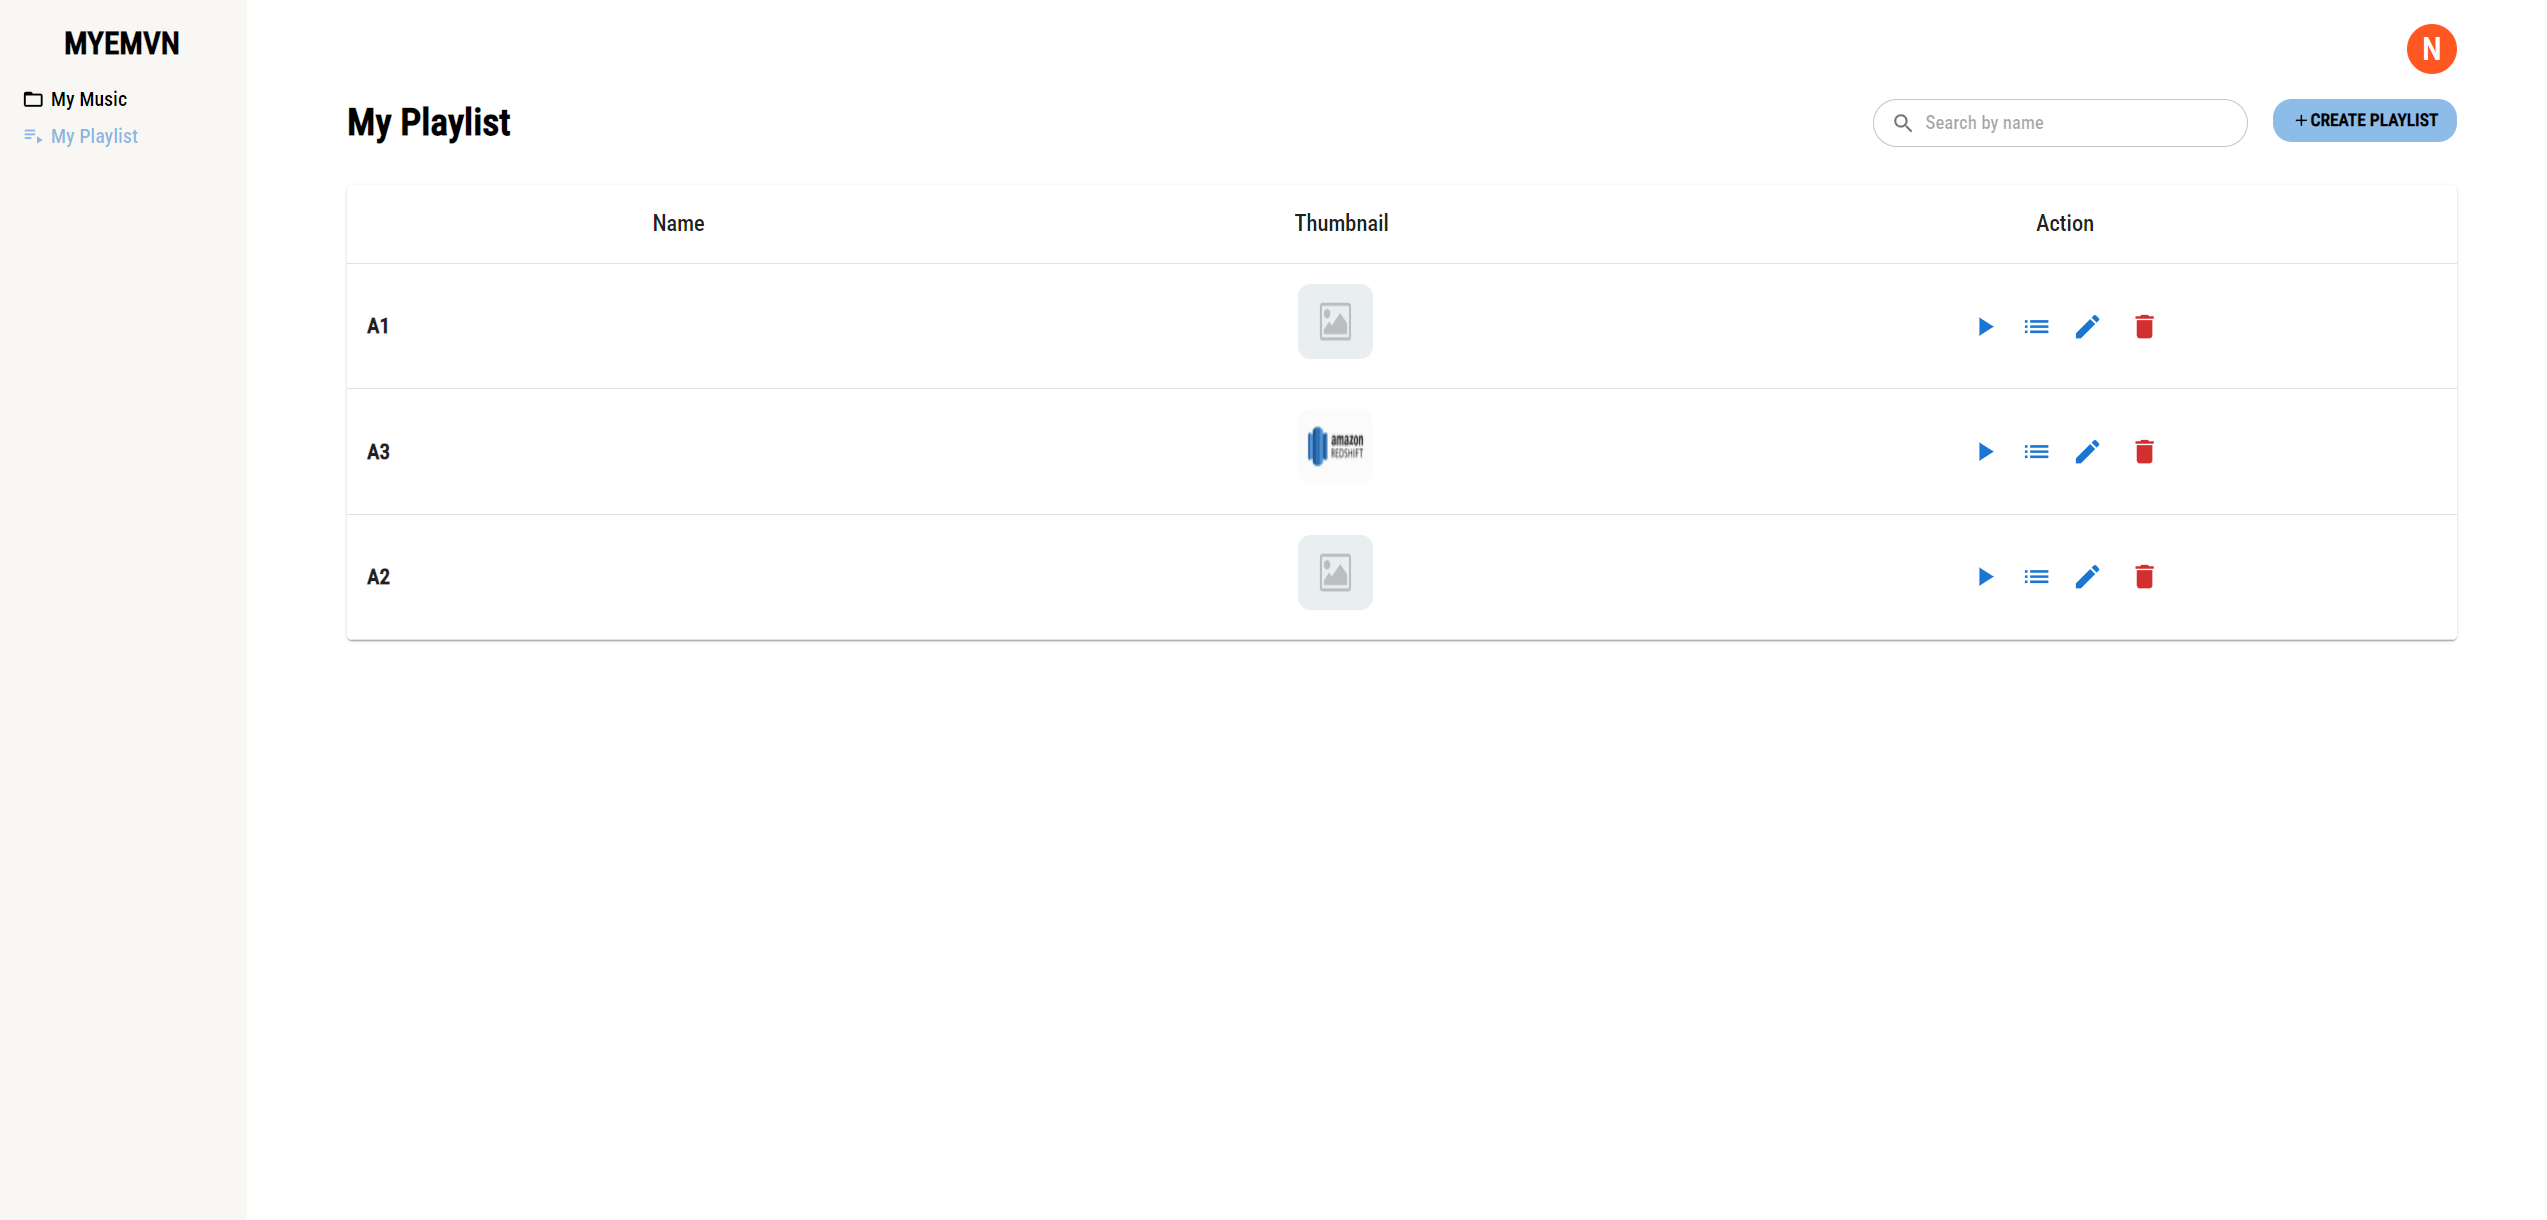 MYEMVN
My Music
My Playlist
N
My Playlist
Search by name
+ CREATE PLAYLIST
Name Thumbnail Action
A1
A3
amazon
REDSHIFT
A2